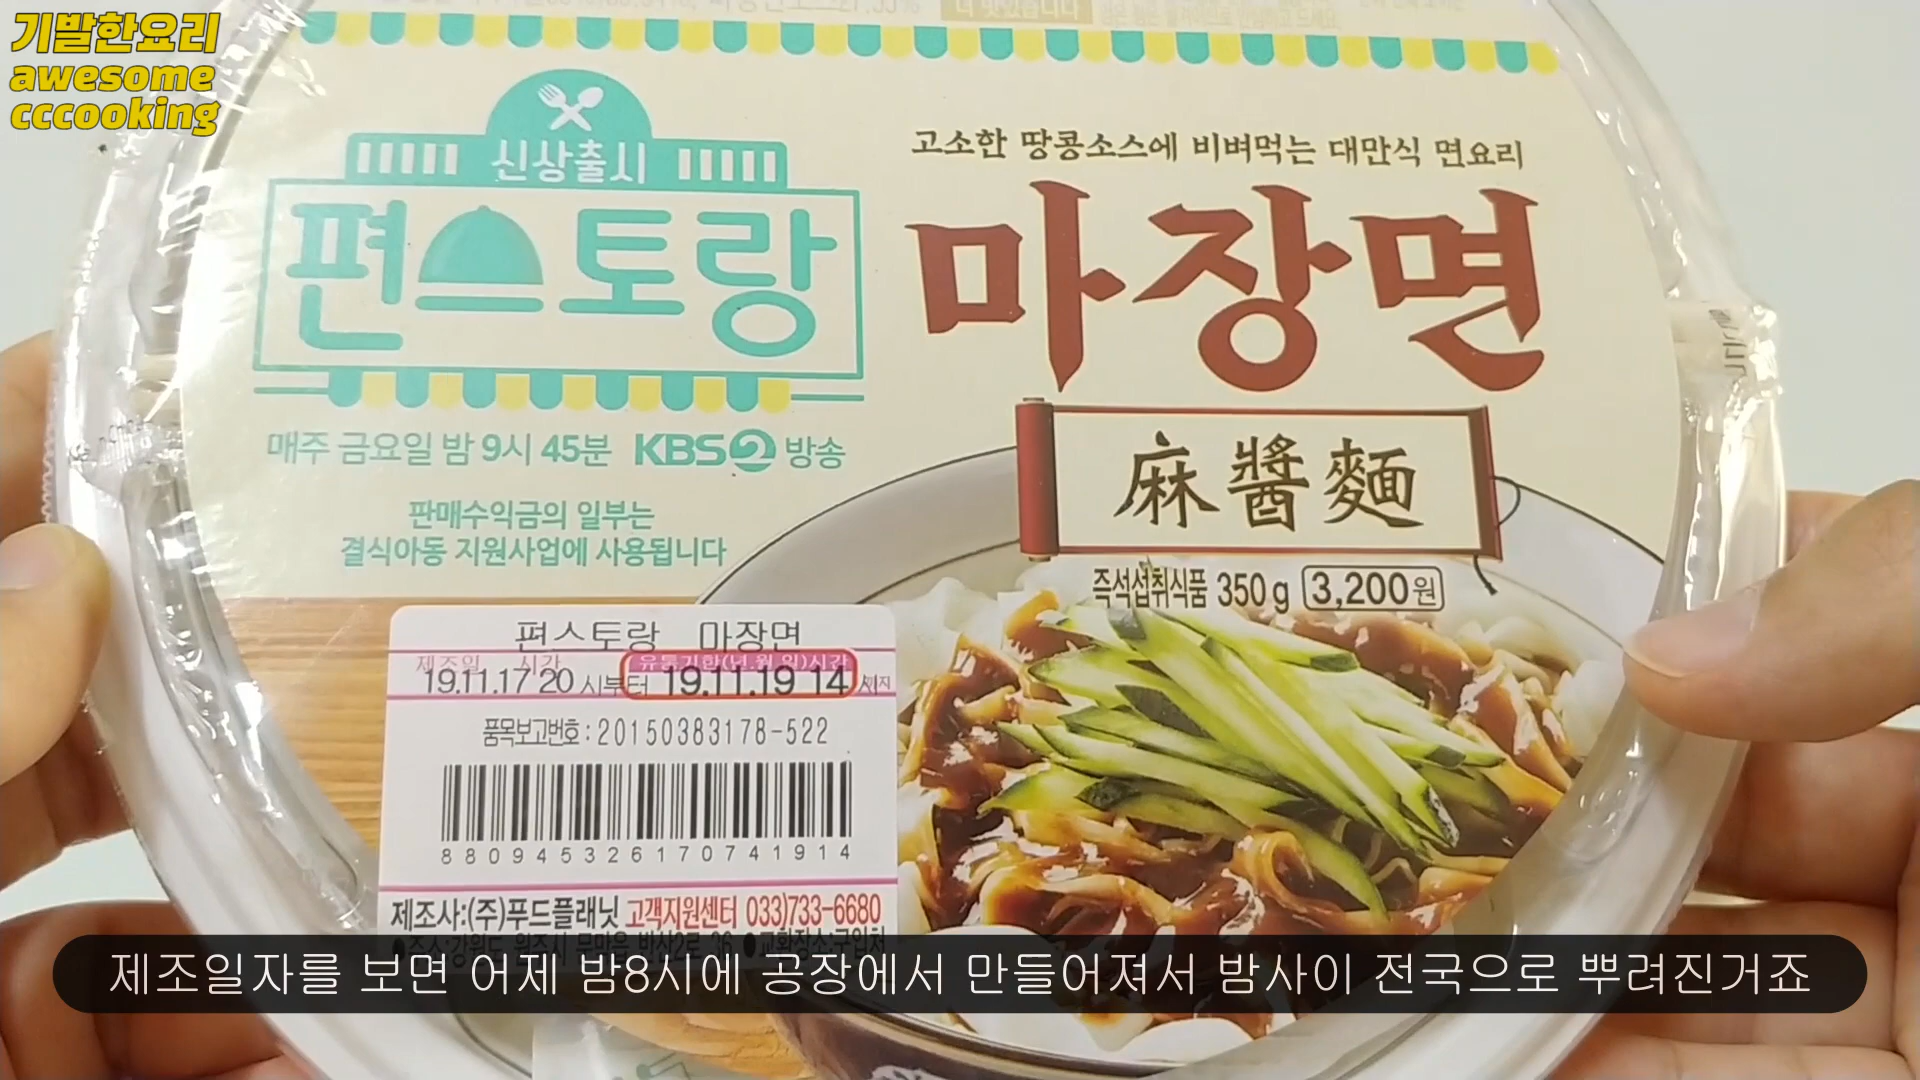 기발한요리
awesome
cccooking
고소한 땅콩소스에 비벼먹는 대만식 면요리
신상출시
편스토랑
마장면
麻醬麵
매주 금요일 밤 9시 45분 KBS2 방송
판매수익금의 일부는
결식아동 지원사업에 사용됩니다
즉석섭취식품 350g 3,200원
편스토랑 마장면
제조일 시간 유통기한(년.월.일)시간
19.11.17 20 시부터 19.11.19 14 시까지
품목보고번호 : 20150383178-522
880945326170741914
제조사:(주)푸드플래닛 고객지원센터 033)733-6680
제조일자를 보면 어제 밤8시에 공장에서 만들어져서 밤사이 전국으로 뿌려진거죠